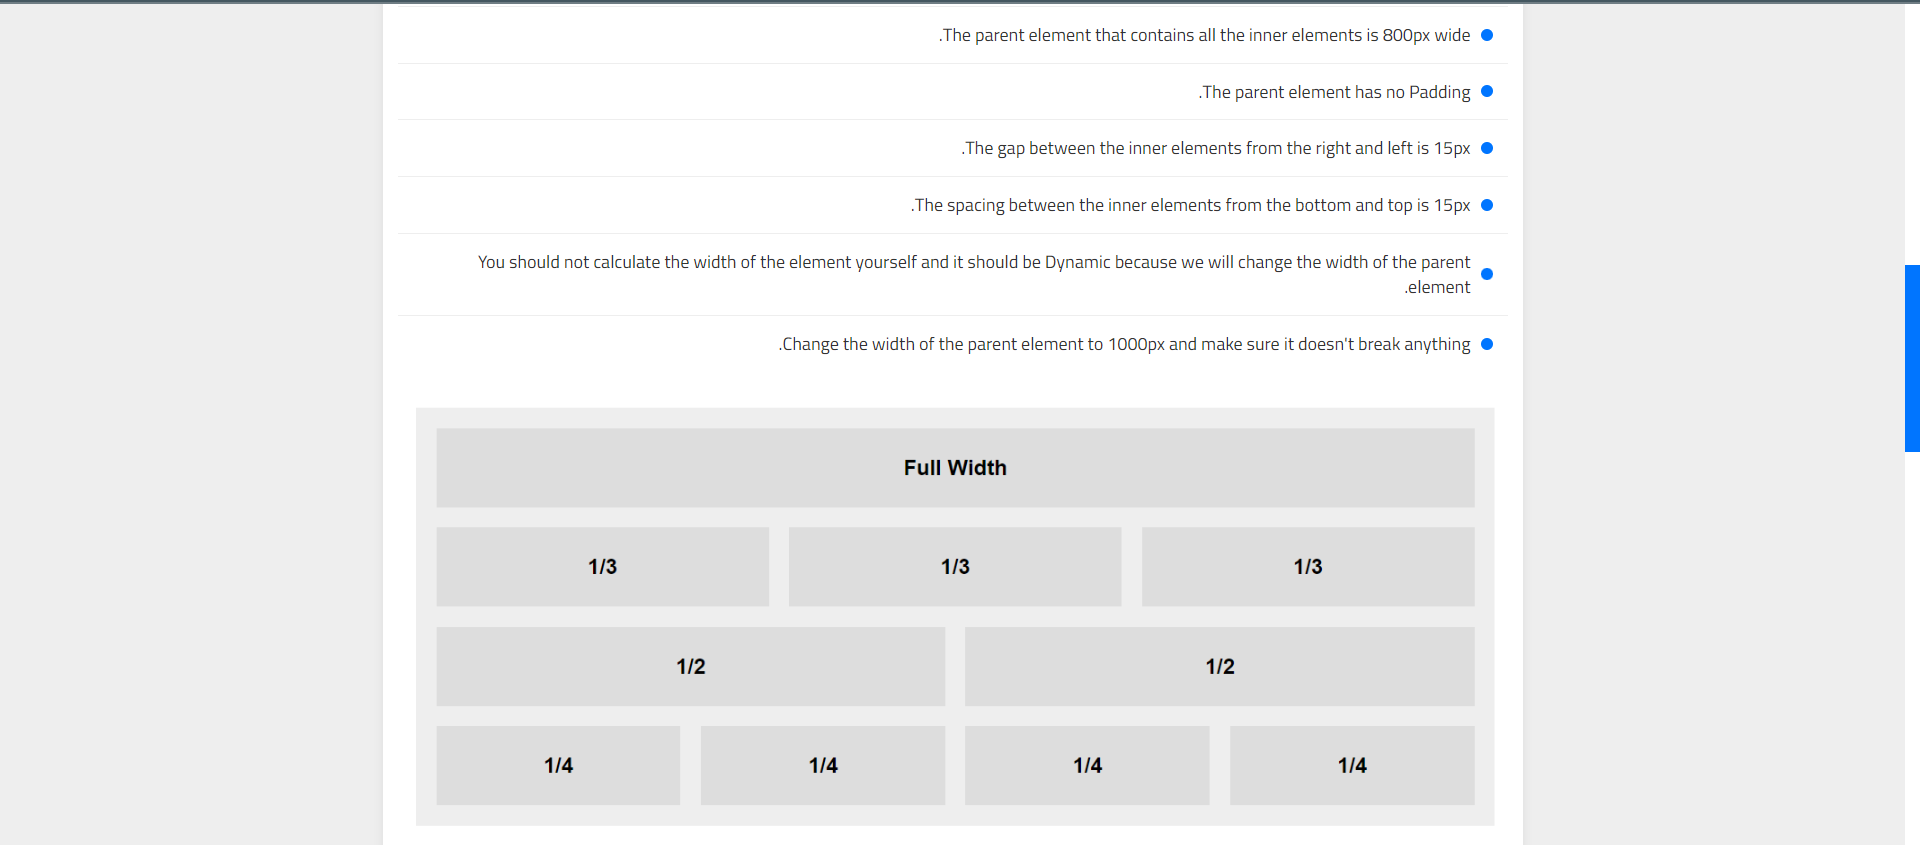 .The parent element that contains all the inner elements is 800px wide
.The parent element has no Padding
.The gap between the inner elements from the right and left is 15px
.The spacing between the inner elements from the bottom and top is 15px
You should not calculate the width of the element yourself and it should be Dynamic because we will change the width of the parent
.element
.Change the width of the parent element to 1000px and make sure it doesn't break anything
Full Width
1/3 1/3 1/3
1/2 1/2
1/4 1/4 1/4 1/4